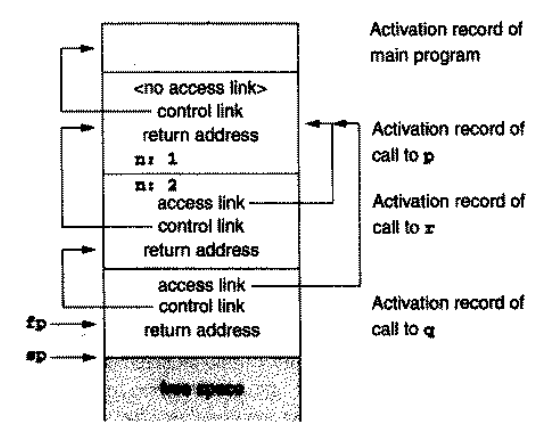 Activation record of
main program
<no access link>
control link
return address
n: 1
Activation record of
call to p
n: 2
access link
control link
return address
Activation record of
call to r
access link
control link
return address
Activation record of
call to q
fp
sp
free space